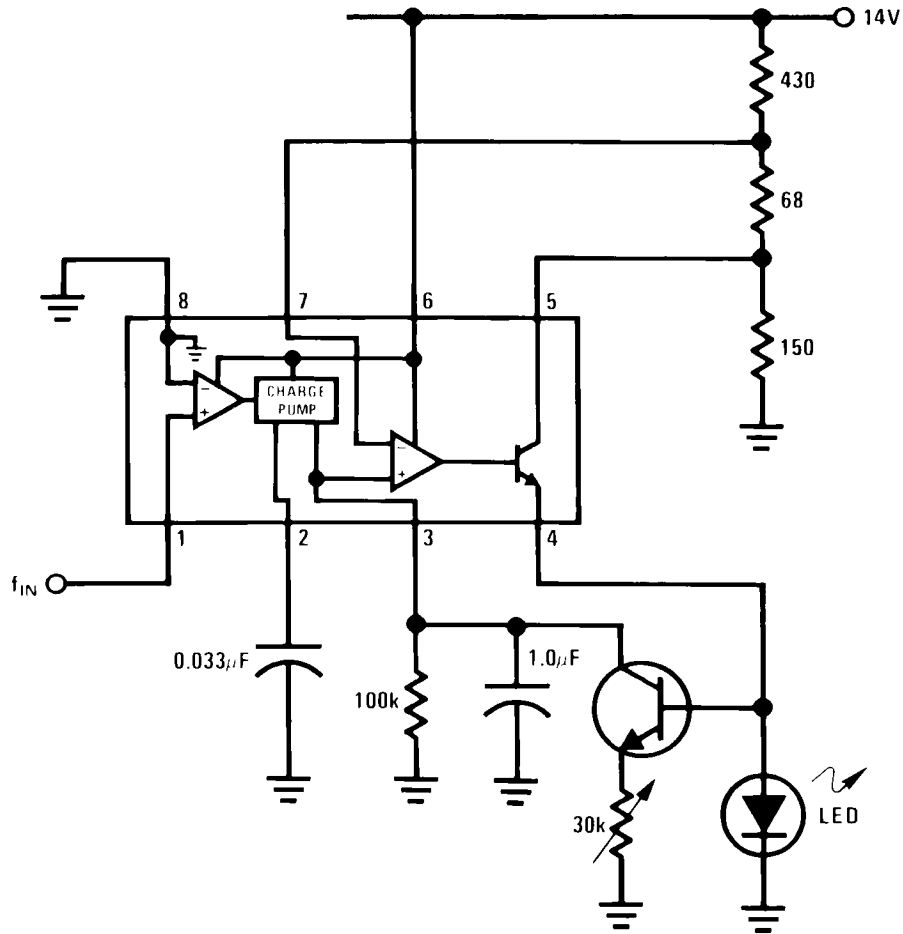 14V
430
68
8
7
6
5
150
−
+
CHARGE
PUMP
−
+
1
2
3
4
fIN
0.033μF
100k
1.0μF
30k
LED